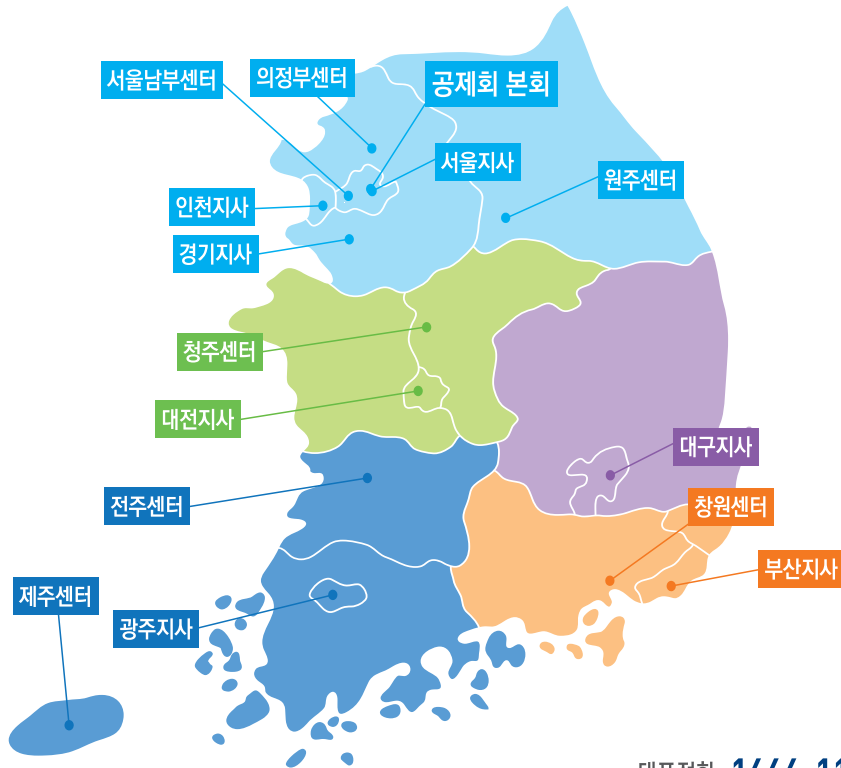 서울남부센터
의정부센터
공제회 본회
서울지사
원주센터
인천지사
경기지사
청주센터
대전지사
대구지사
전주센터
창원센터
부산지사
제주센터
광주지사